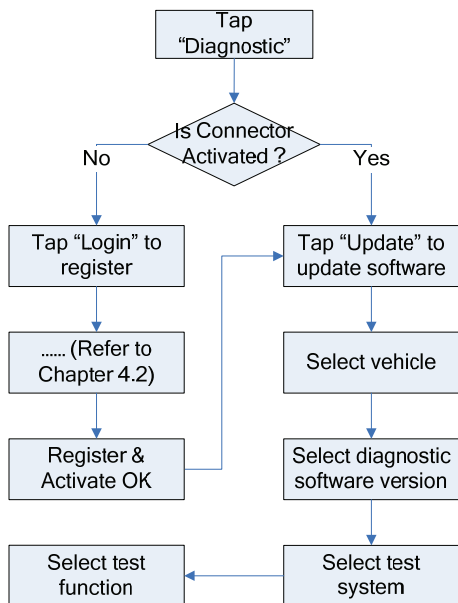 Tap
“Diagnostic”
Is Connector
Activated？
No
Yes
Tap “Login” to
register
Tap “Update” to
update software
...... (Refer to
Chapter 4.2)
Select vehicle
Register &
Activate OK
Select diagnostic
software version
Select test
function
Select test
system